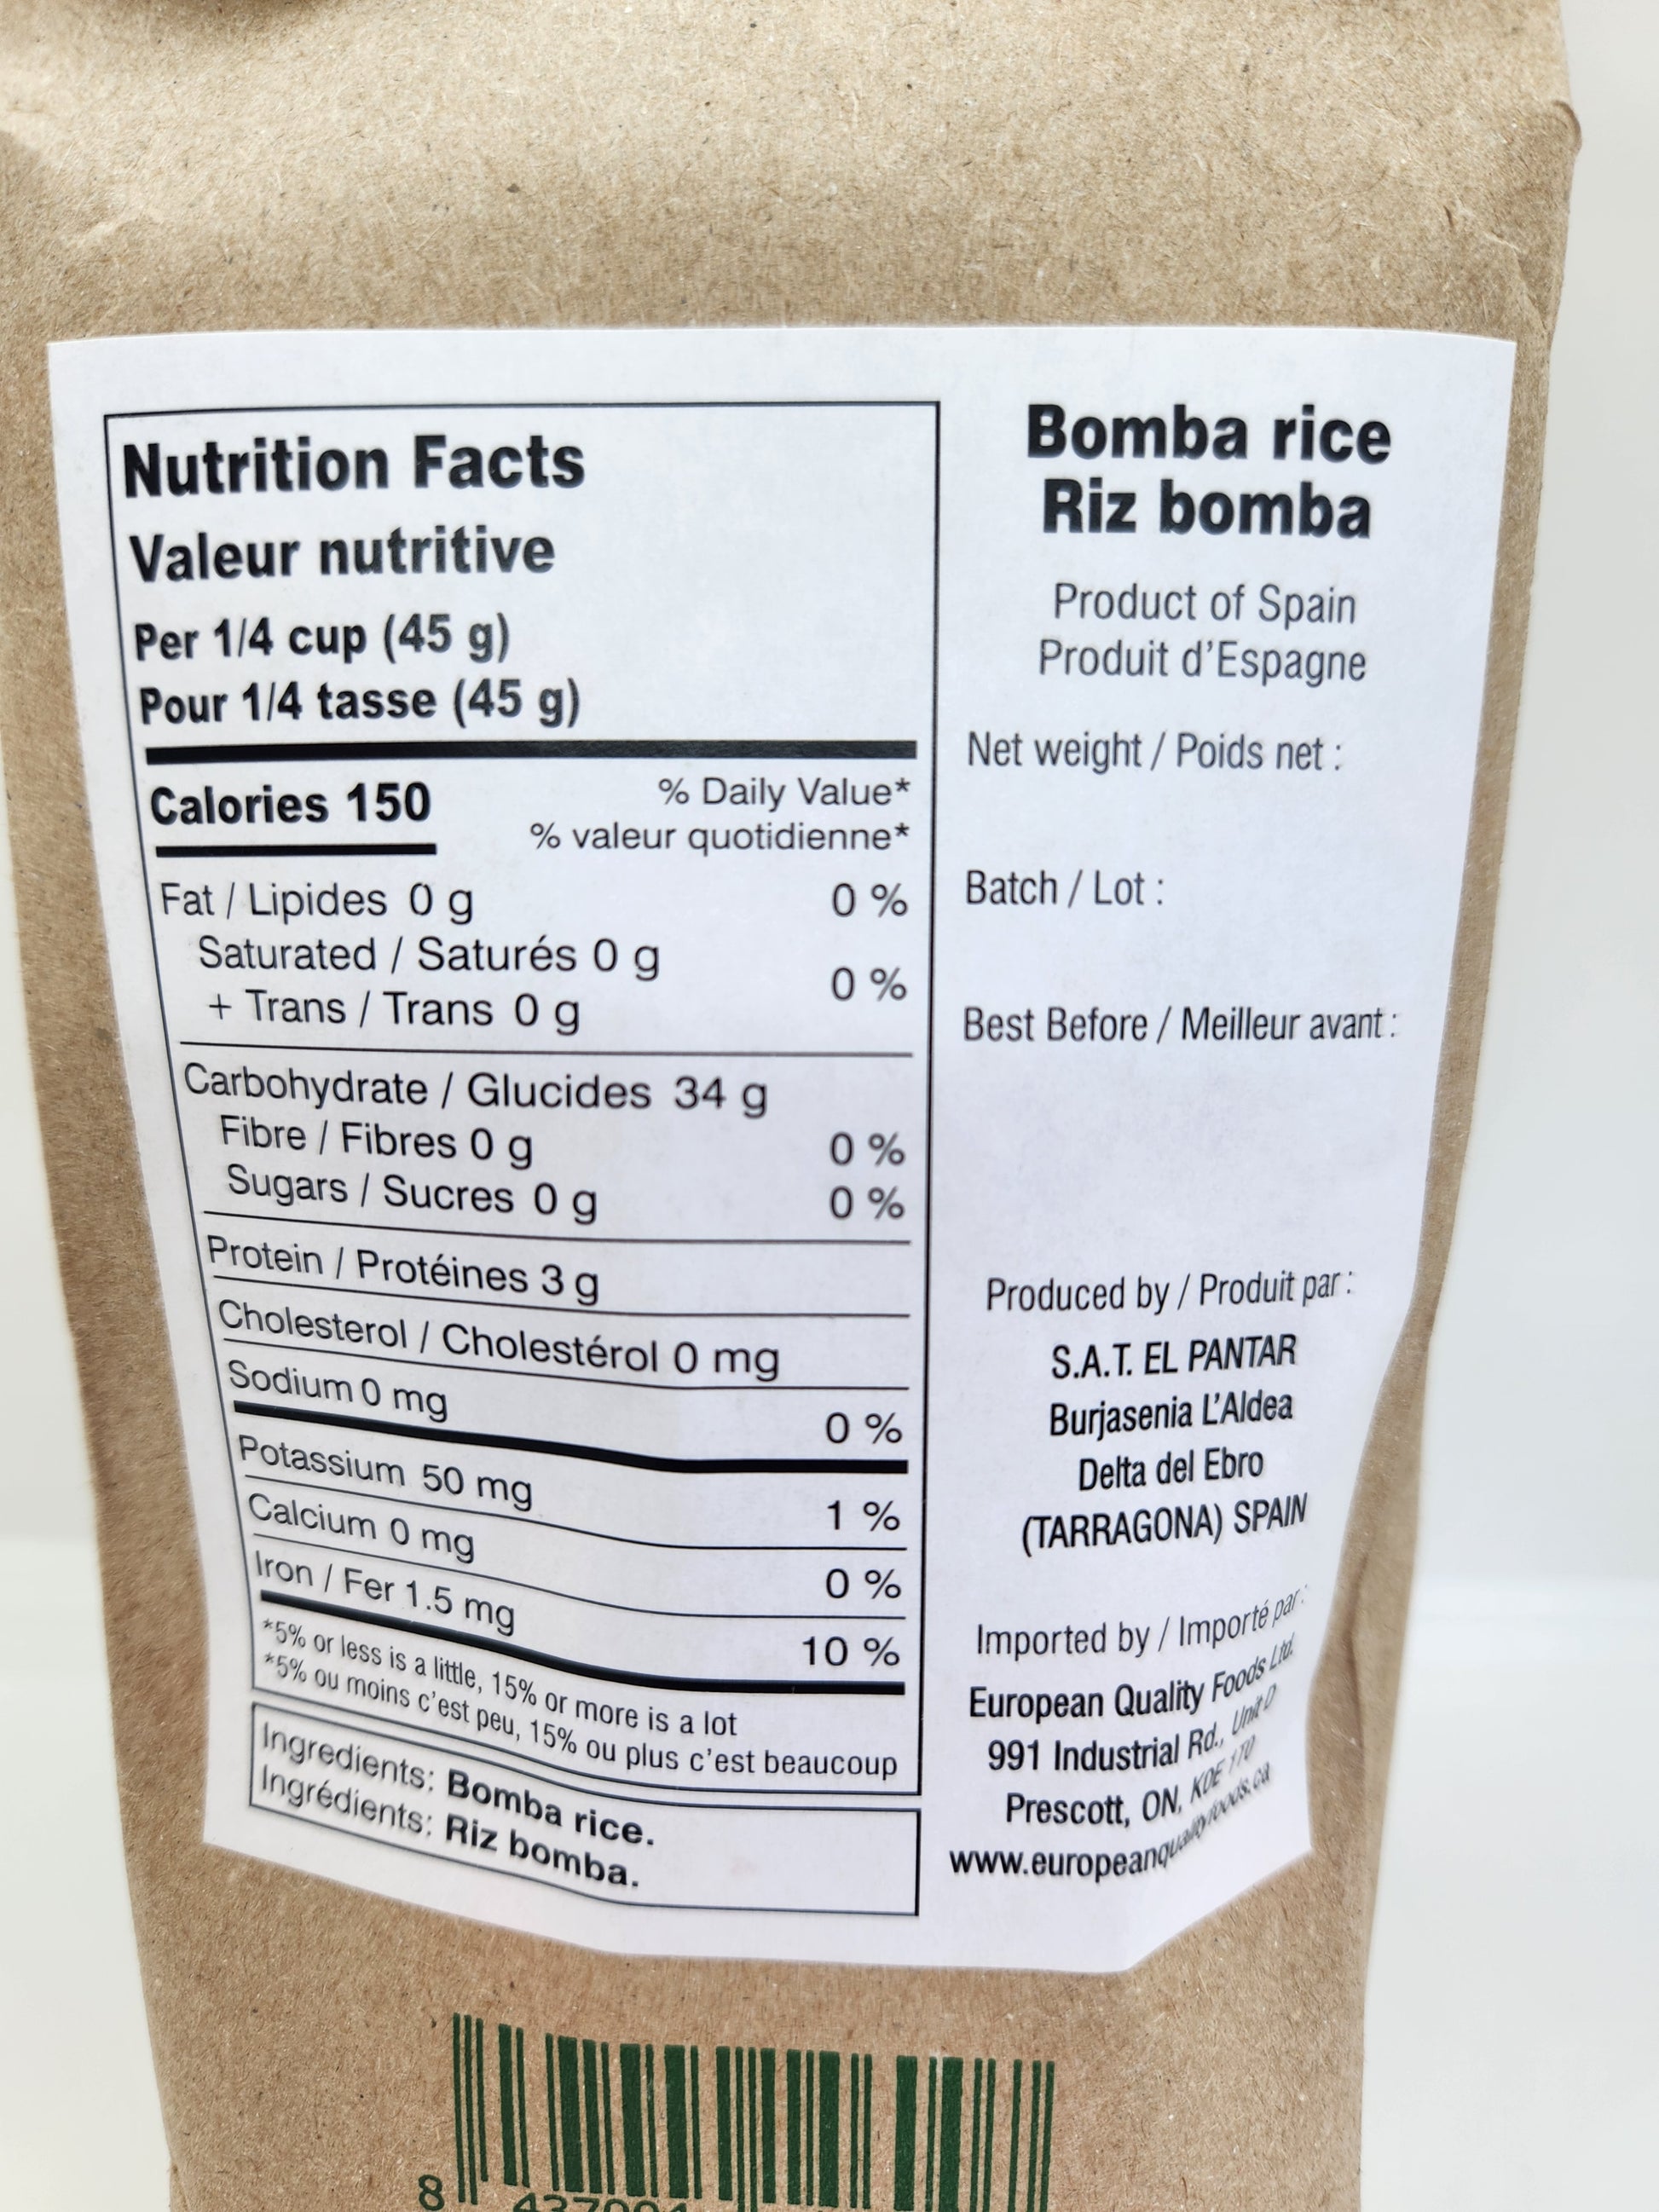 Nutrition Facts
Valeur nutritive
Per 1/4 cup (45 g)
Pour 1/4 tasse (45 g)
Calories 150
% Daily Value*
% valeur quotidienne*
Fat / Lipides 0 g 0 %
Saturated / Saturés 0 g
+ Trans / Trans 0 g 0 %
Carbohydrate / Glucides 34 g
Fibre / Fibres 0 g 0 %
Sugars / Sucres 0 g 0 %
Protein / Protéines 3 g
Cholesterol / Cholestérol 0 mg
Sodium 0 mg 0 %
Potassium 50 mg 1 %
Calcium 0 mg 0 %
Iron / Fer 1.5 mg 10 %
*5% or less is a little, 15% or more is a lot
*5% ou moins c'est peu, 15% ou plus c'est beaucoup
Ingredients: Bomba rice.
Ingrédients: Riz bomba.
Bomba rice
Riz bomba
Product of Spain
Produit d'Espagne
Net weight / Poids net :
Batch / Lot :
Best Before / Meilleur avant :
Produced by / Produit par :
S.A.T. EL PANTAR
Burjasenia L'Aldea
Delta del Ebro
(TARRAGONA) SPAIN
Imported by / Importé par :
European Quality Foods Ltd.
991 Industrial Rd., Unit D
Prescott, ON, K0E 1T0
www.europeanqualityfoods.ca
8